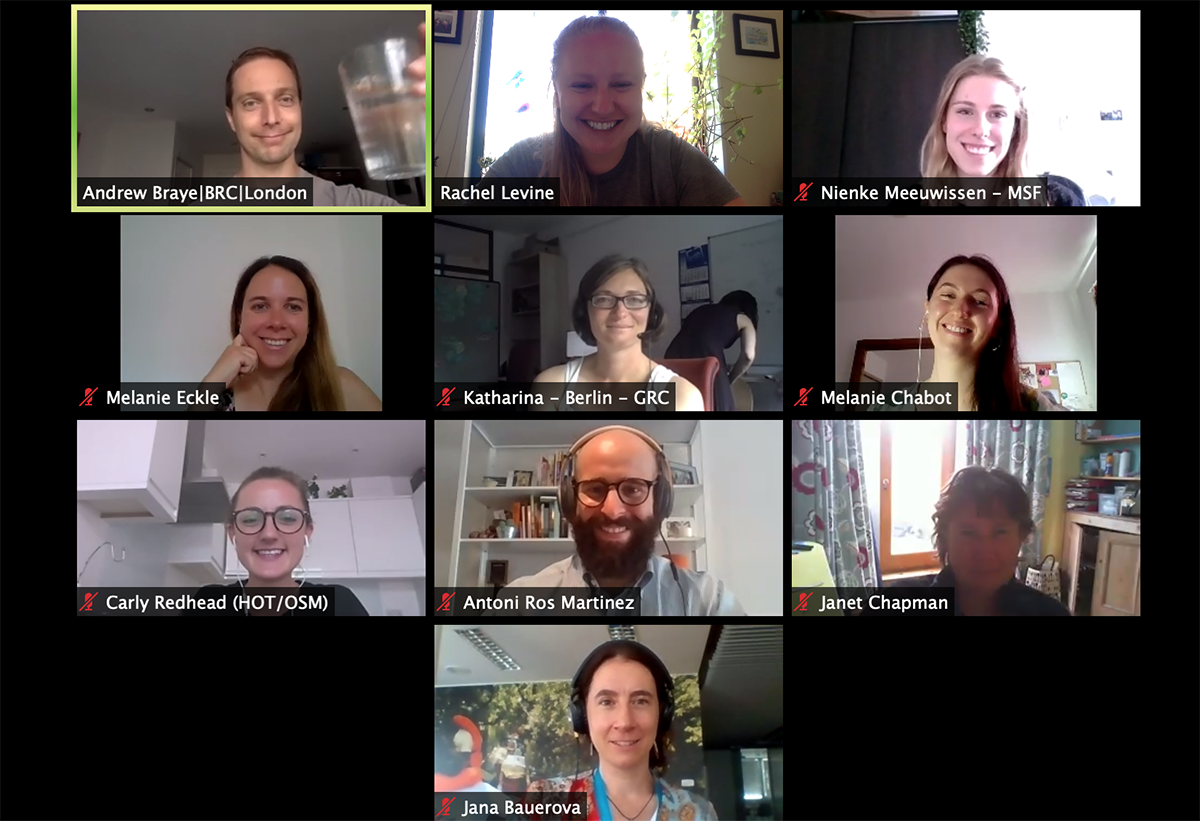 Andrew Braye|BRC|London
Rachel Levine
Nienke Meeuwissen – MSF
Melanie Eckle
Katharina – Berlin – GRC
Melanie Chabot
Carly Redhead (HOT/OSM)
Antoni Ros Martinez
Janet Chapman
Jana Bauerova